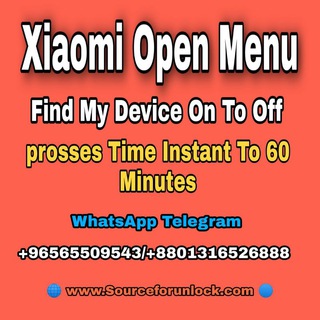 Xiaomi Open Menu
Find My Device On To Off
prosses Time Instant To 60
Minutes
WhatsApp Telegram
+96565509543/+8801316526888
www.Sourceforunlock.com